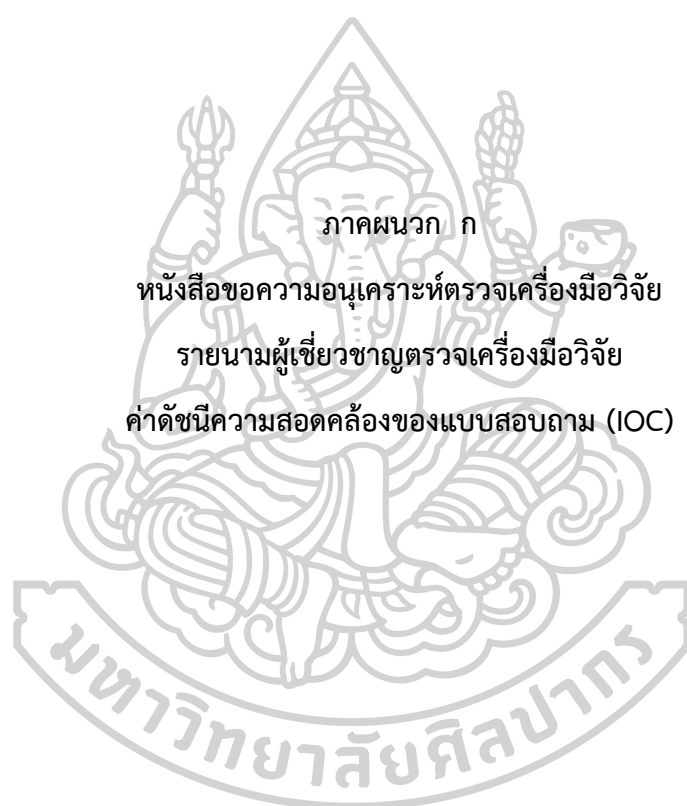 ภาคผนวก ก
หนังสือขอความอนุเคราะห์ตรวจเครื่องมือวิจัย
รายนามผู้เชี่ยวชาญตรวจเครื่องมือวิจัย
ค่าดัชนีความสอดคล้องของแบบสอบถาม (IOC)
มหาวิทยาลัยศิลปากร